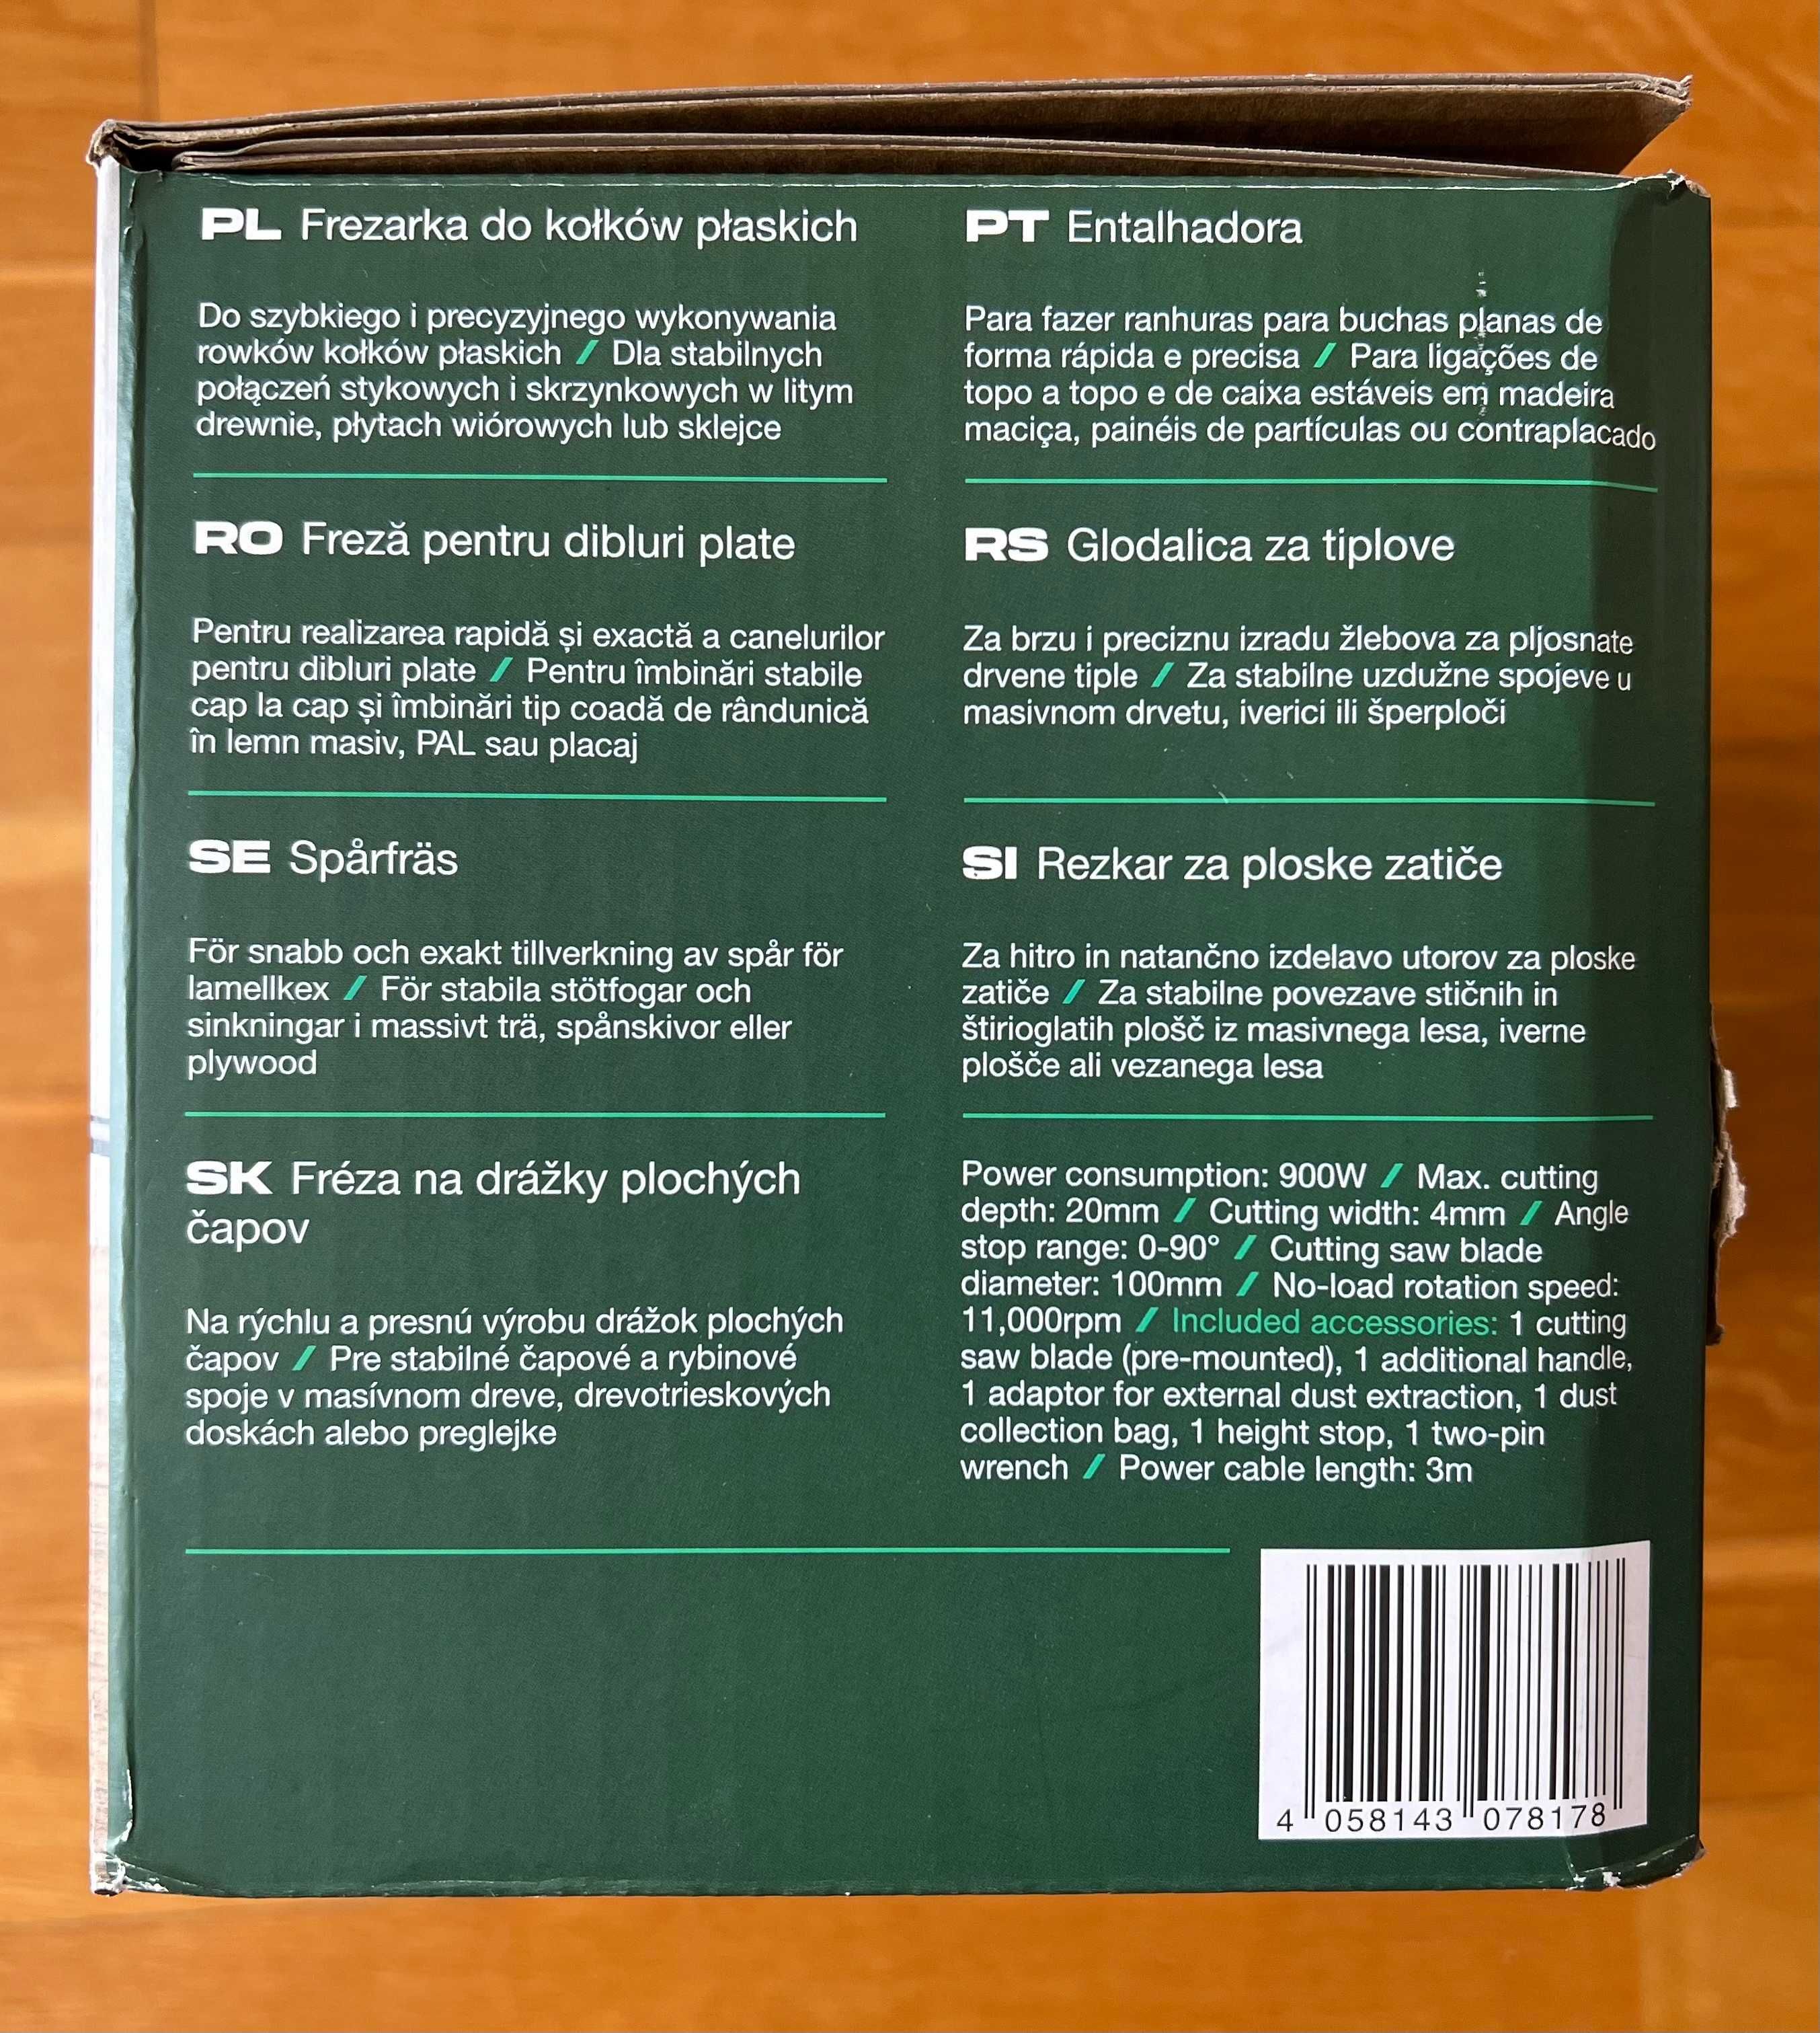 PL Frezarka do kołków płaskich
Do szybkiego i precyzyjnego wykonywania
rowków kołków płaskich / Dla stabilnych
połączeń stykowych i skrzynkowych w litym
drewnie, płytach wiórowych lub sklejce
PT Entalhadora
Para fazer ranhuras para buchas planas de
forma rápida e precisa / Para ligações de
topo a topo e de caixa estáveis em madeira
maciça, painéis de partículas ou contraplacado
RO Freză pentru dibluri plate
Pentru realizarea rapidă și exactă a canelurilor
pentru dibluri plate / Pentru îmbinări stabile
cap la cap și îmbinări tip coadă de rândunică
în lemn masiv, PAL sau placaj
RS Glodalica za tiplove
Za brzu i preciznu izradu žlebova za pljosnate
drvene tiple / Za stabilne uzdužne spojeve u
masivnom drvetu, iverici ili šperploči
SE Spårfräs
För snabb och exakt tillverkning av spår för
lamellkex / För stabila stötfogar och
sinkningar i massivt trä, spånskivor eller
plywood
SI Rezkar za ploske zatiče
Za hitro in natančno izdelavo utorov za ploske
zatiče / Za stabilne povezave stičnih in
štirioglatih plošč iz masivnega lesa, iverne
plošče ali vezanega lesa
SK Fréza na drážky plochých
čapov
Na rýchlu a presnú výrobu drážok plochých
čapov / Pre stabilné čapové a rybinové
spoje v masívnom dreve, drevotrieskových
doskách alebo preglejke
Power consumption: 900W / Max. cutting
depth: 20mm / Cutting width: 4mm / Angle
stop range: 0-90° / Cutting saw blade
diameter: 100mm / No-load rotation speed:
11,000rpm / Included accessories: 1 cutting
saw blade (pre-mounted), 1 additional handle,
1 adaptor for external dust extraction, 1 dust
collection bag, 1 height stop, 1 two-pin
wrench / Power cable length: 3m
4 058143 078178